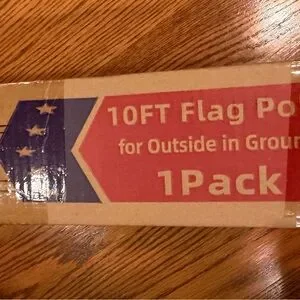 10FT Flag Po
for Outside in Groun
1Pack